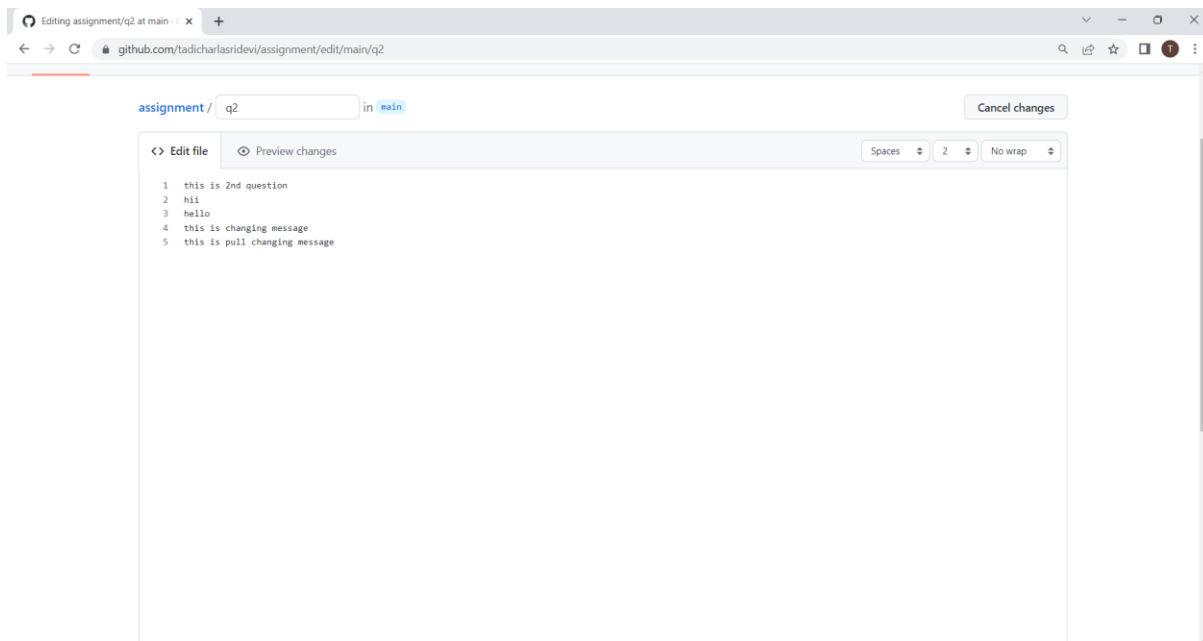 Editing assignment/q2 at main ·
github.com/tadicharlasridevi/assignment/edit/main/q2
T
assignment / q2 in main
Cancel changes
<> Edit file
Preview changes
Spaces
2
No wrap
1 this is 2nd question
2 hii
3 hello
4 this is changing message
5 this is pull changing message